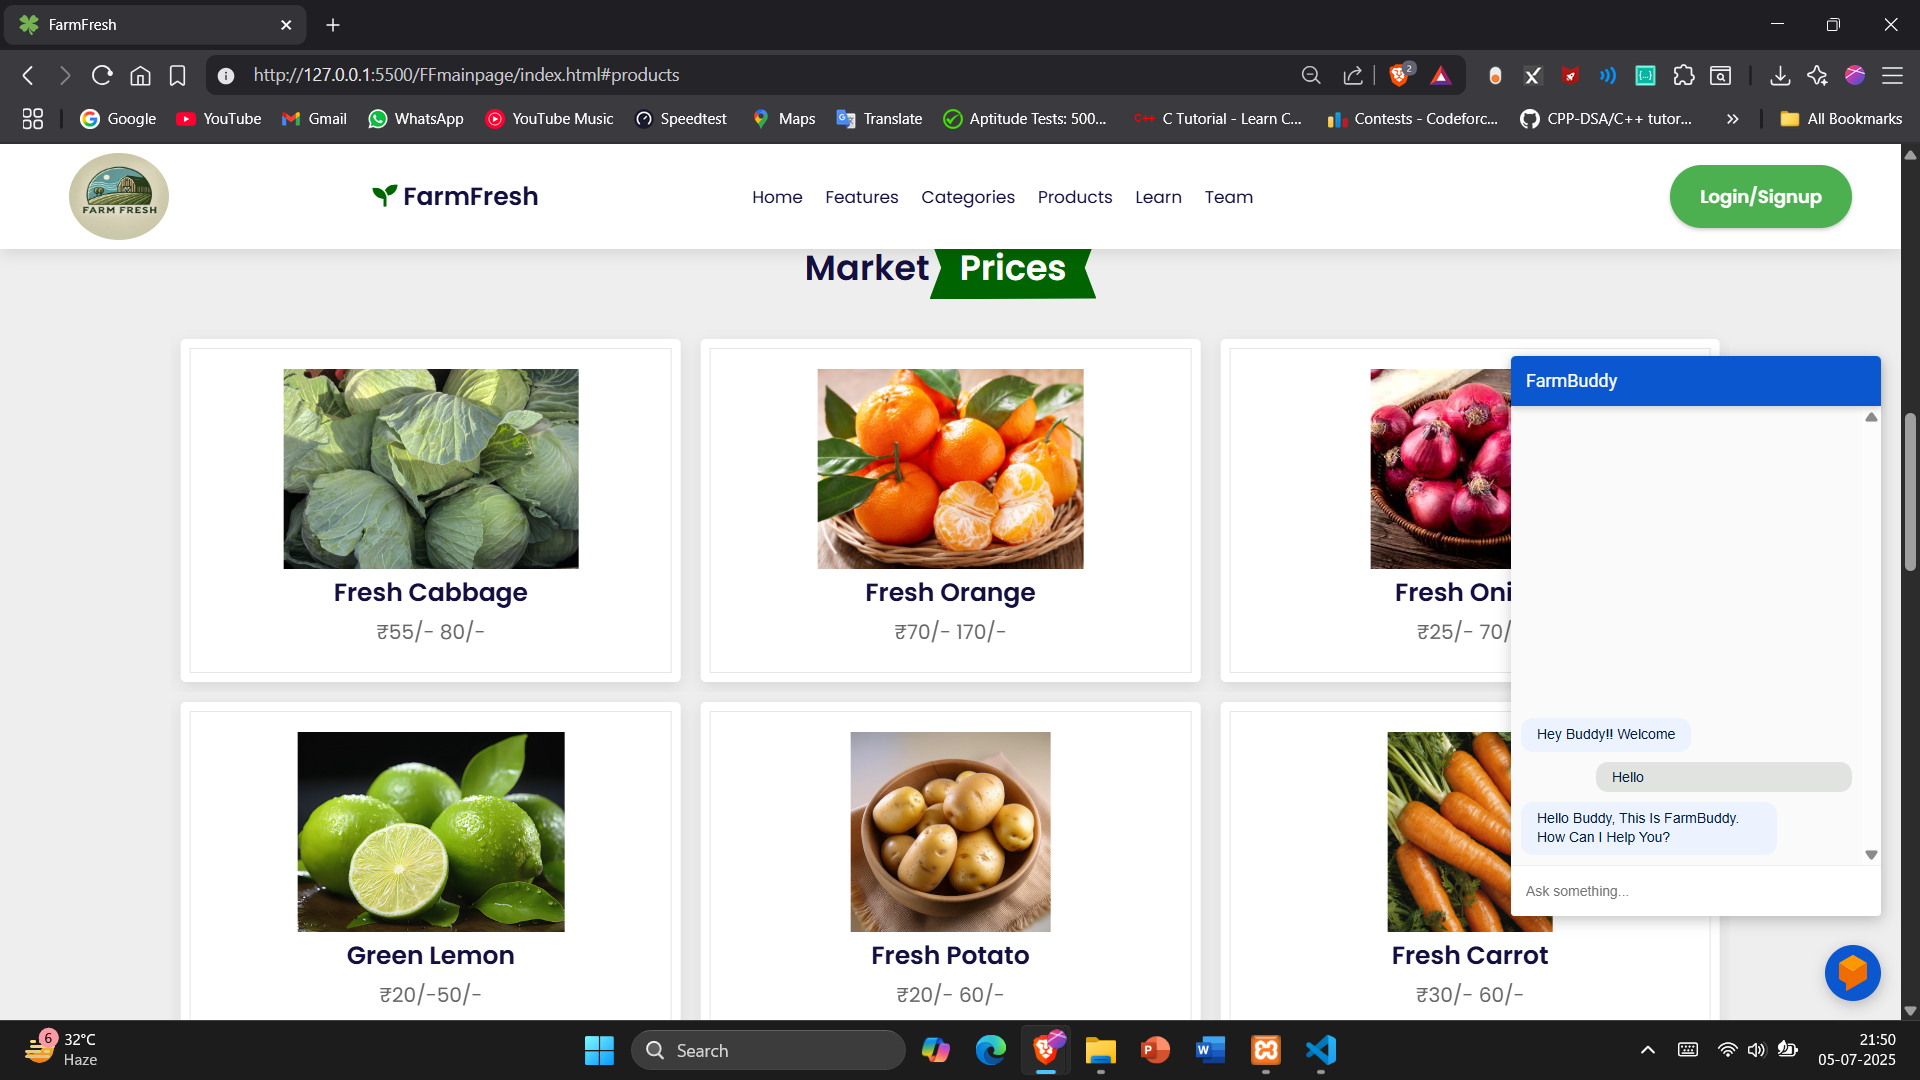 FarmFresh
http://127.0.0.1:5500/FFmainpage/index.html#products
2
Google YouTube Gmail WhatsApp YouTube Music Speedtest Maps Translate Aptitude Tests: 500... C++ C Tutorial - Learn C... Contests - Codeforc... CPP-DSA/C++ tutor... » All Bookmarks
FARM FRESH
FarmFresh
Home Features Categories Products Learn Team
Login/Signup
Market Prices
Fresh Cabbage
₹55/- 80/-
Fresh Orange
₹70/- 170/-
Fresh Oni
₹25/- 70/
Green Lemon
₹20/-50/-
Fresh Potato
₹20/- 60/-
Fresh Carrot
₹30/- 60/-
FarmBuddy
Hey Buddy!! Welcome
Hello
Hello Buddy, This Is FarmBuddy.
How Can I Help You?
Ask something...
6
32°C
Haze
Search
21:50
05-07-2025